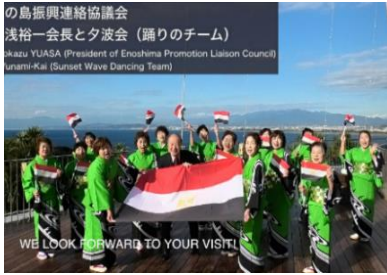 の島振興連絡協議会
浅裕一会長と夕波会（踊りのチーム）
okazu YUASA (President of Enoshima Promotion Liaison Council)
unami-Kai (Sunset Wave Dancing Team)
WE LOOK FORWARD TO YOUR VISIT!